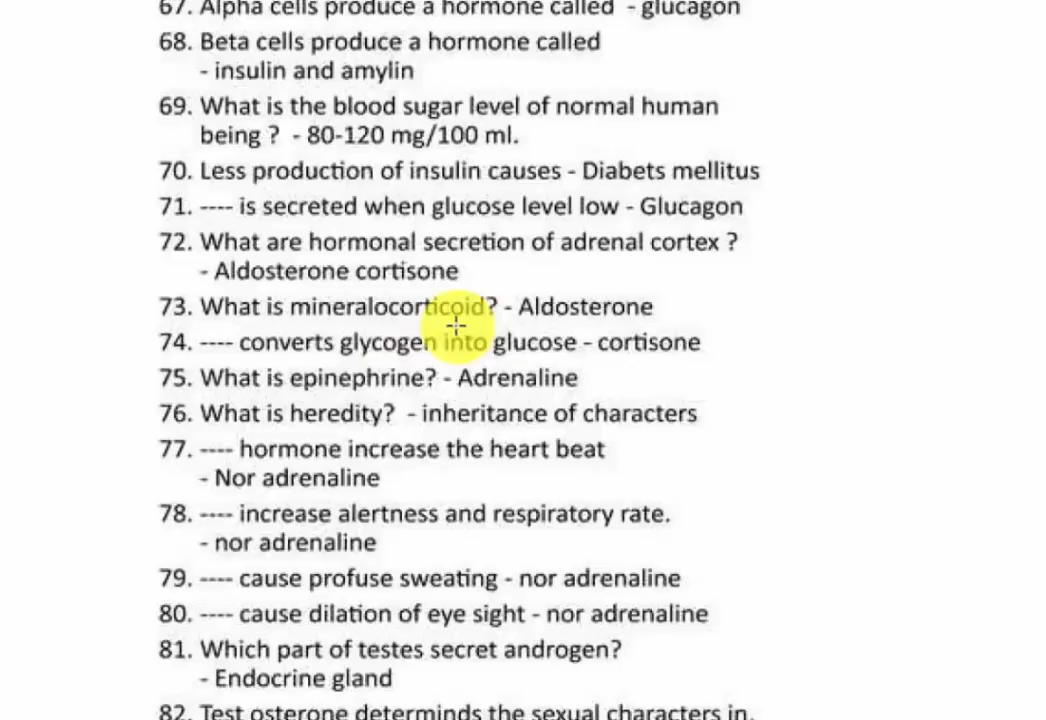 67. Alpha cells produce a hormone called - glucagon
68. Beta cells produce a hormone called
- insulin and amylin
69. What is the blood sugar level of normal human
being ? - 80-120 mg/100 ml.
70. Less production of insulin causes - Diabets mellitus
71. ---- is secreted when glucose level low - Glucagon
72. What are hormonal secretion of adrenal cortex ?
- Aldosterone cortisone
73. What is mineralocorticoid? - Aldosterone
74. ---- converts glycogen into glucose - cortisone
75. What is epinephrine? - Adrenaline
76. What is heredity? - inheritance of characters
77. ---- hormone increase the heart beat
- Nor adrenaline
78. ---- increase alertness and respiratory rate.
- nor adrenaline
79. ---- cause profuse sweating - nor adrenaline
80. ---- cause dilation of eye sight - nor adrenaline
81. Which part of testes secret androgen?
- Endocrine gland
82. Test osterone determinds the sexual characters in.